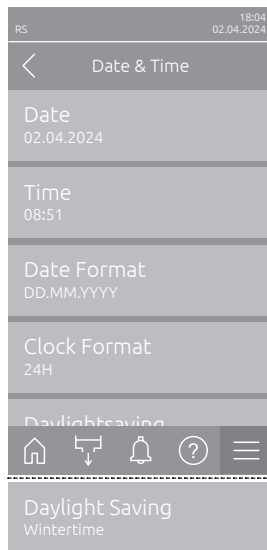 18:04
RS 02.04.2024
Date & Time
Date
02.04.2024
Time
08:51
Date Format
DD.MM.YYYY
Clock Format
24H
Daylightsaving
?
Daylight Saving
Wintertime